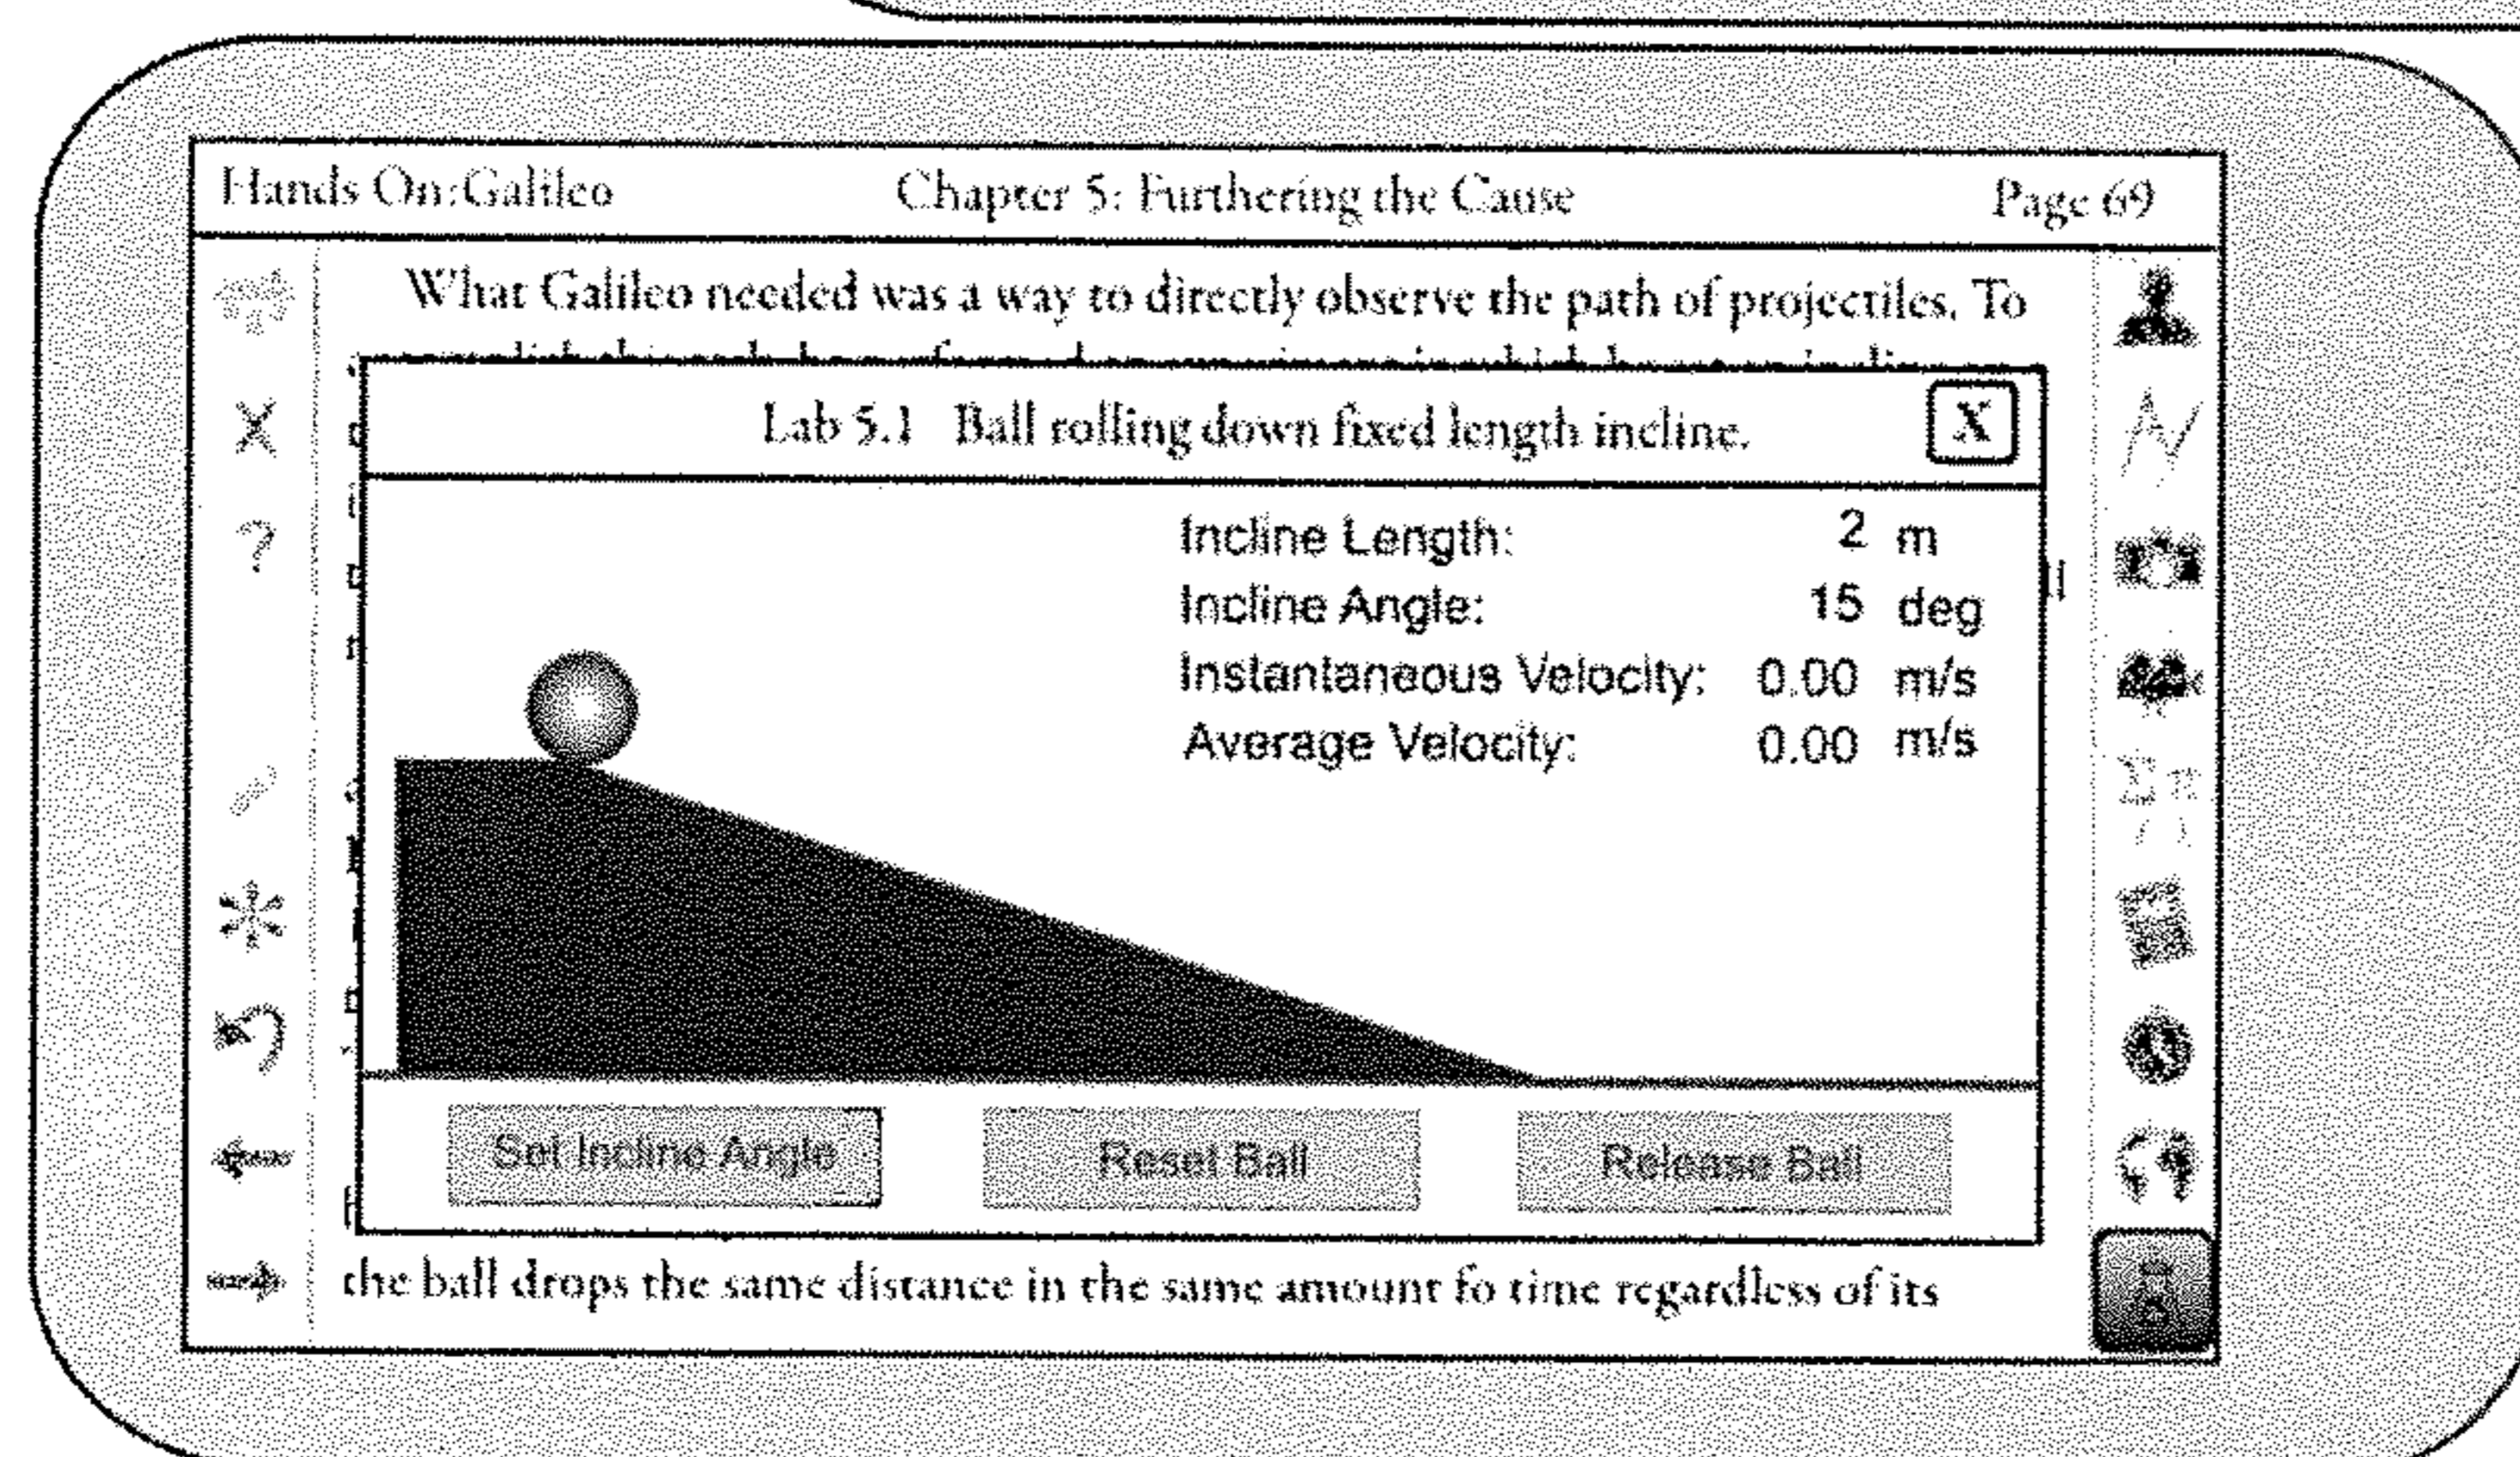 Hands On:Galileo Chapter 5: Furthering the Cause Page 69
What Galileo needed was a way to directly observe the path of projectiles. To
Lab 5.1 Ball rolling down fixed length incline. X
Incline Length: 2 m
Incline Angle: 15 deg
Instantaneous Velocity: 0.00 m/s
Average Velocity: 0.00 m/s
Set Incline Angle Reset Ball Release Ball
the ball drops the same distance in the same amount fo time regardless of its
X
?
5.1